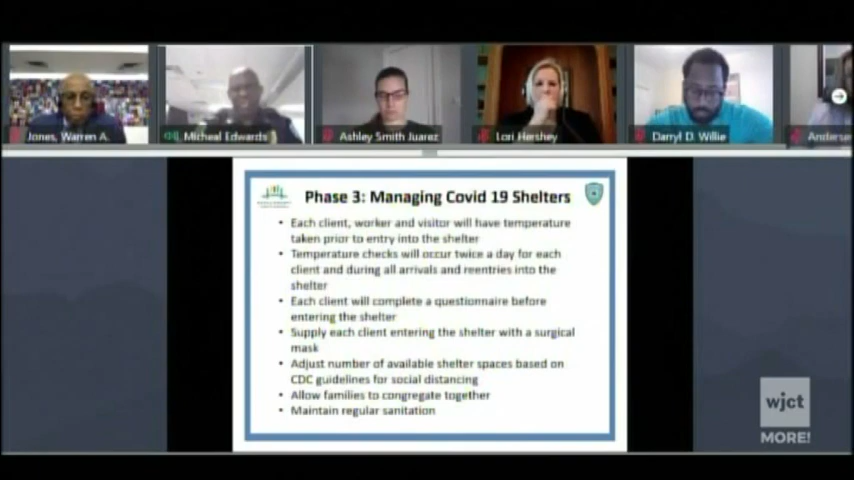 Jones, Warren A.
Micheal Edwards
Ashley Smith Juarez
Lori Hershey
Darryl D. Willie
Anderse
Phase 3: Managing Covid 19 Shelters
• Each client, worker and visitor will have temperature
taken prior to entry into the shelter
• Temperature checks will occur twice a day for each
client and during all arrivals and reentries into the
shelter
• Each client will complete a questionnaire before
entering the shelter
• Supply each client entering the shelter with a surgical
mask
• Adjust number of available shelter spaces based on
CDC guidelines for social distancing
• Allow families to congregate together
• Maintain regular sanitation
wjct
MORE!